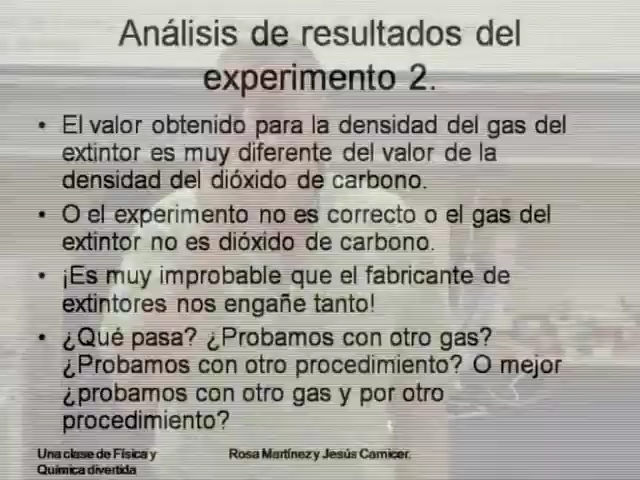 Análisis de resultados del
experimento 2.
• El valor obtenido para la densidad del gas del
extintor es muy diferente del valor de la
densidad del dióxido de carbono.
• O el experimento no es correcto o el gas del
extintor no es dióxido de carbono.
• ¡Es muy improbable que el fabricante de
extintores nos engañe tanto!
• ¿Qué pasa? ¿Probamos con otro gas?
¿Probamos con otro procedimiento? O mejor
¿probamos con otro gas y por otro
procedimiento?
Una clase de Física y
Química divertida
Rosa Martínez y Jesús Carnicer.